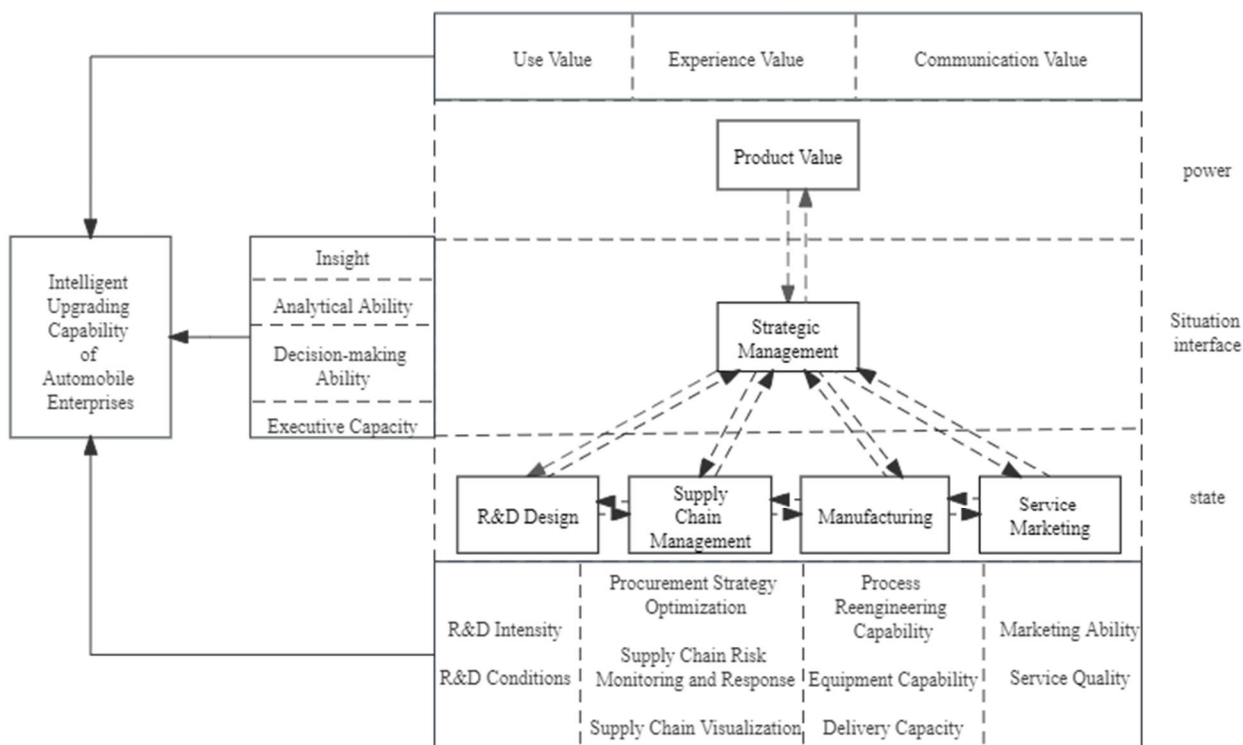 Use Value
Experience Value
Communication Value
Product Value
power
Intelligent
Upgrading
Capability
of
Automobile
Enterprises
Insight
Analytical Ability
Decision-making
Ability
Executive Capacity
Strategic
Management
Situation
interface
R&D Design
Supply
Chain
Management
Manufacturing
Service
Marketing
state
R&D Intensity
R&D Conditions
Procurement Strategy
Optimization
Supply Chain Risk
Monitoring and Response
Supply Chain Visualization
Process
Reengineering
Capability
Equipment Capability
Delivery Capacity
Marketing Ability
Service Quality